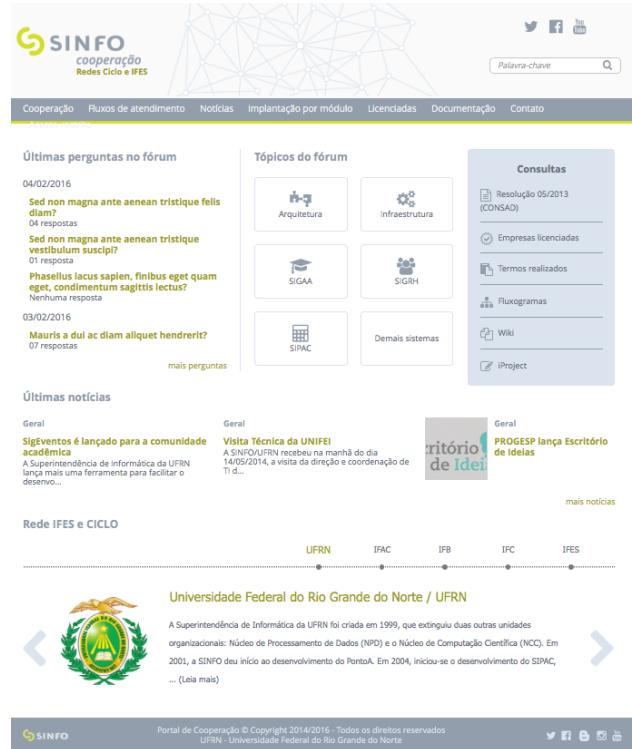 SINFO
cooperação
Redes Ciclo e IFES
You
Tube
Palavra-chave
Cooperação Fluxos de atendimento Notícias Implantação por módulo Licenciadas Documentação Contato
Últimas perguntas no fórum
04/02/2016
Sed non magna ante aenean tristique felis
diam?
04 respostas
Sed non magna ante aenean tristique
vestibulum suscipi?
01 resposta
Phasellus lacus sapien, finibus eget quam
eget, condimentum sagittis lectus?
Nenhuma resposta
03/02/2016
Mauris a dui ac diam aliquet hendrerit?
07 respostas
mais perguntas
Tópicos do fórum
Arquitetura
Infraestrutura
SIGAA
SIGRH
SIPAC
Demais sistemas
Consultas
Resolução 05/2013
(CONSAD)
Empresas licenciadas
Termos realizados
Fluxogramas
Wiki
iProject
Últimas notícias
Geral
SigEventos é lançado para a comunidade
acadêmica
A Superintendência de Informática da UFRN
lança mais uma ferramenta para facilitar o
desenvo...
Geral
Visita Técnica da UNIFEI
A SINFO/UFRN recebeu na manhã do dia
14/05/2014, a visita da direção e coordenação de
TI d...
ritório
de Idei
Geral
PROGESP lança Escritório
de Ideias
mais notícias
Rede IFES e CICLO
UFRN IFAC IFB IFC IFES
Universidade Federal do Rio Grande do Norte / UFRN
A Superintendência de Informática da UFRN foi criada em 1999, que extinguiu duas outras unidades
organizacionais: Núcleo de Processamento de Dados (NPD) e o Núcleo de Computação Científica (NCC). Em
2001, a SINFO deu início ao desenvolvimento do PontoA. Em 2004, iniciou-se o desenvolvimento do SIPAC,
... (Leia mais)
SINFO
Portal de Cooperação © Copyright 2014/2016 - Todos os direitos reservados
UFRN - Universidade Federal do Rio Grande do Norte